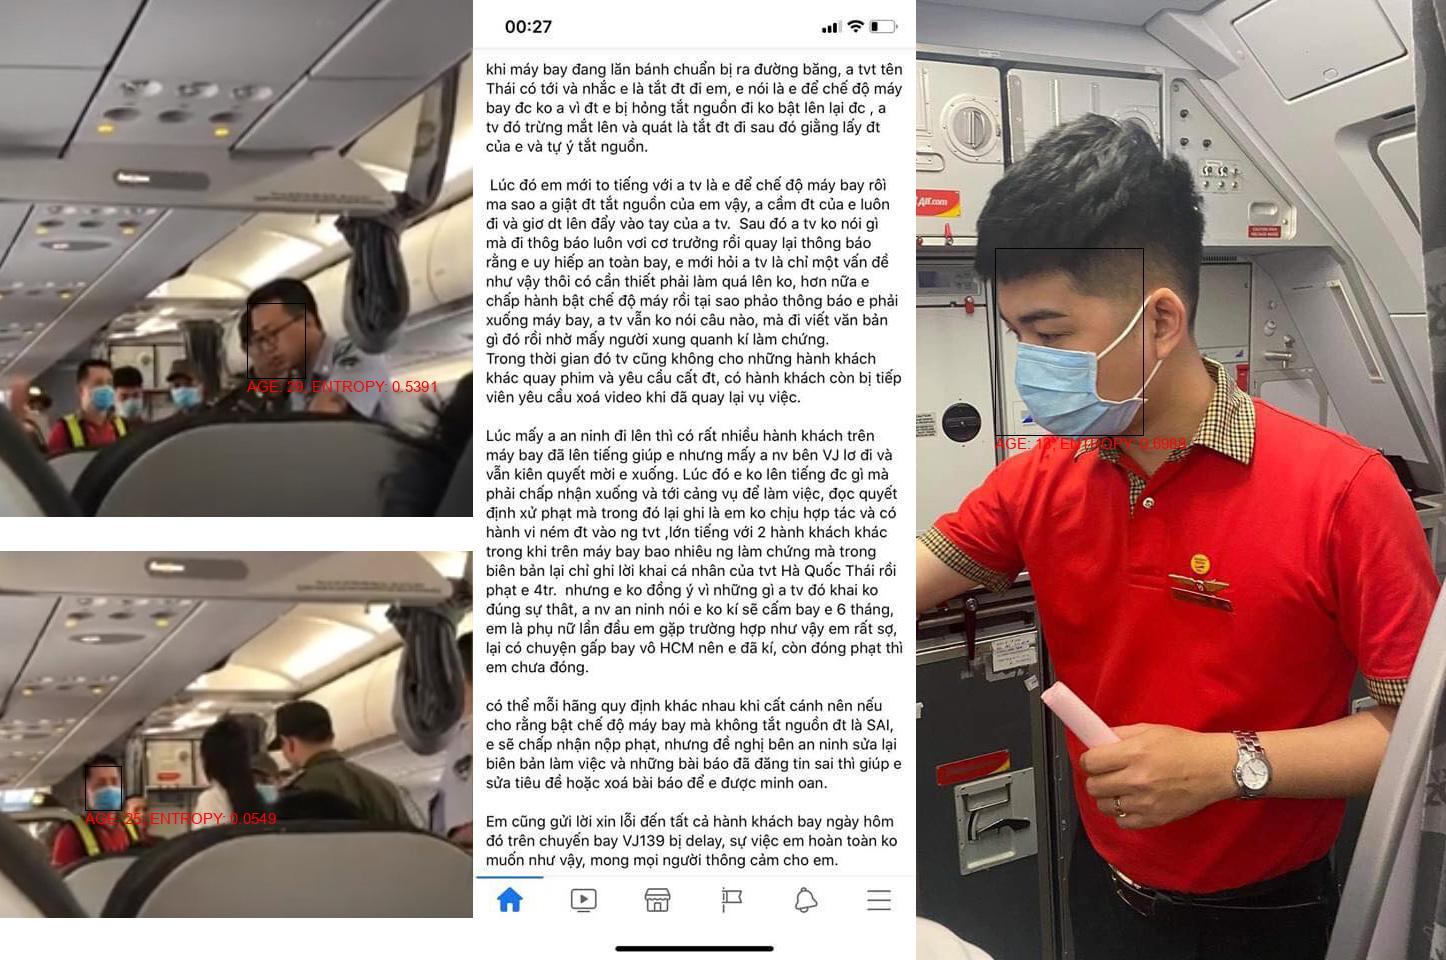 AGE: 29, ENTROPY: 0.5391
AGE: 25, ENTROPY: 0.0549
00:27
khi máy bay đang lăn bánh chuẩn bị ra đường băng, a tvt tên
Thái có tới và nhắc e là tắt đt đi em, e nói là e để chế độ máy
bay đc ko a vì đt e bị hỏng tắt nguồn đi ko bật lên lại đc , a
tv đó trừng mắt lên và quát là tắt đt đi sau đó giằng lấy đt
của e và tự ý tắt nguồn.
Lúc đó em mới to tiếng với a tv là e để chế độ máy bay rôì
ma sao a giật đt tắt nguồn của em vậy, a cầm đt của e luôn
đi và giơ dt lên đẩy vào tay của a tv. Sau đó a tv ko nói gì
mà đi thôg báo luôn vơi cơ trưởng rồi quay lại thông báo
rằng e uy hiếp an toàn bay, e mới hỏi a tv là chỉ một vấn đề
như vậy thôi có cần thiết phải làm quá lên ko, hơn nữa e
chấp hành bật chế độ máy rồi tại sao phảo thông báo e phải
xuống máy bay, a tv vẫn ko nói câu nào, mà đi viết văn bản
gì đó rồi nhờ mấy người xung quanh kí làm chứng.
Trong thời gian đó tv cũng không cho những hành khách
khác quay phim và yêu cầu cất đt, có hành khách còn bị tiếp
viên yêu cầu xoá video khi đã quay lại vụ việc.
Lúc mấy a an ninh đi lên thì có rất nhiều hành khách trên
máy bay đã lên tiếng giúp e nhưng mấy a nv bên VJ lơ đi và
vẫn kiên quyết mời e xuống. Lúc đó e ko lên tiếng đc gì mà
phải chấp nhận xuống và tới cảng vụ để làm việc, đọc quyết
định xử phạt mà trong đó lại ghi là em ko chịu hợp tác và có
hành vi ném đt vào ng tvt ,lớn tiếng với 2 hành khách khác
trong khi trên máy bay bao nhiêu ng làm chứng mà trong
biên bản lại chỉ ghi lời khai cá nhân của tvt Hà Quốc Thái rồi
phạt e 4tr. nhưng e ko đồng ý vì những gì a tv đó khai ko
đúng sự thât, a nv an ninh nói e ko kí sẽ cấm bay e 6 tháng,
em là phụ nữ lần đầu em gặp trường hợp như vậy em rất sợ,
lại có chuyện gấp bay vô HCM nên e đã kí, còn đóng phạt thì
em chưa đóng.
có thể mỗi hãng quy định khác nhau khi cất cánh nên nếu
cho rằng bật chế độ máy bay mà không tắt nguồn đt là SAI,
e sẽ chấp nhận nộp phạt, nhưng đề nghị bên an ninh sửa lại
biên bản làm việc và những bài báo đã đăng tin sai thì giúp e
sửa tiêu đề hoặc xoá bài báo để e được minh oan.
Em cũng gửi lời xin lỗi đến tất cả hành khách bay ngày hôm
đó trên chuyến bay VJ139 bị delay, sự việc em hoàn toàn ko
muốn như vậy, mong mọi người thông cảm cho em.
Air.com
AGE: 13, ENTROPY: 0.6988